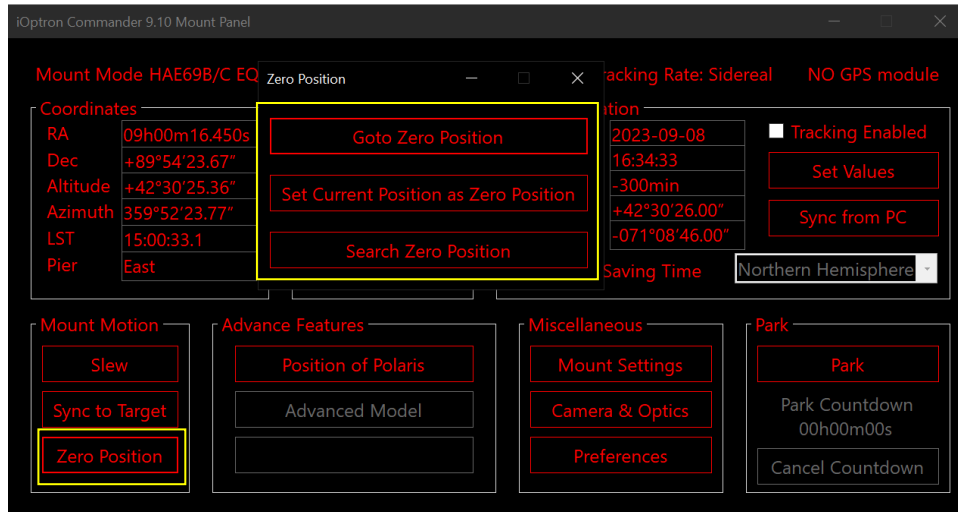 iOptron Commander 9.10 Mount Panel
Mount Mode HAE69B/C EQ
racking Rate: Sidereal
NO GPS module
Zero Position
Goto Zero Position
Set Current Position as Zero Position
Search Zero Position
Coordinates
RA 09h00m16.450s
Dec +89°54'23.67"
Altitude +42°30'25.36"
Azimuth 359°52'23.77"
LST 15:00:33.1
Pier East
ation
2023-09-08
16:34:33
-300min
+42°30'26.00"
-071°08'46.00"
Saving Time
Northern Hemisphere
Tracking Enabled
Set Values
Sync from PC
Mount Motion
Slew
Sync to Target
Zero Position
Advance Features
Position of Polaris
Advanced Model
Miscellaneous
Mount Settings
Camera & Optics
Preferences
Park
Park
Park Countdown
00h00m00s
Cancel Countdown